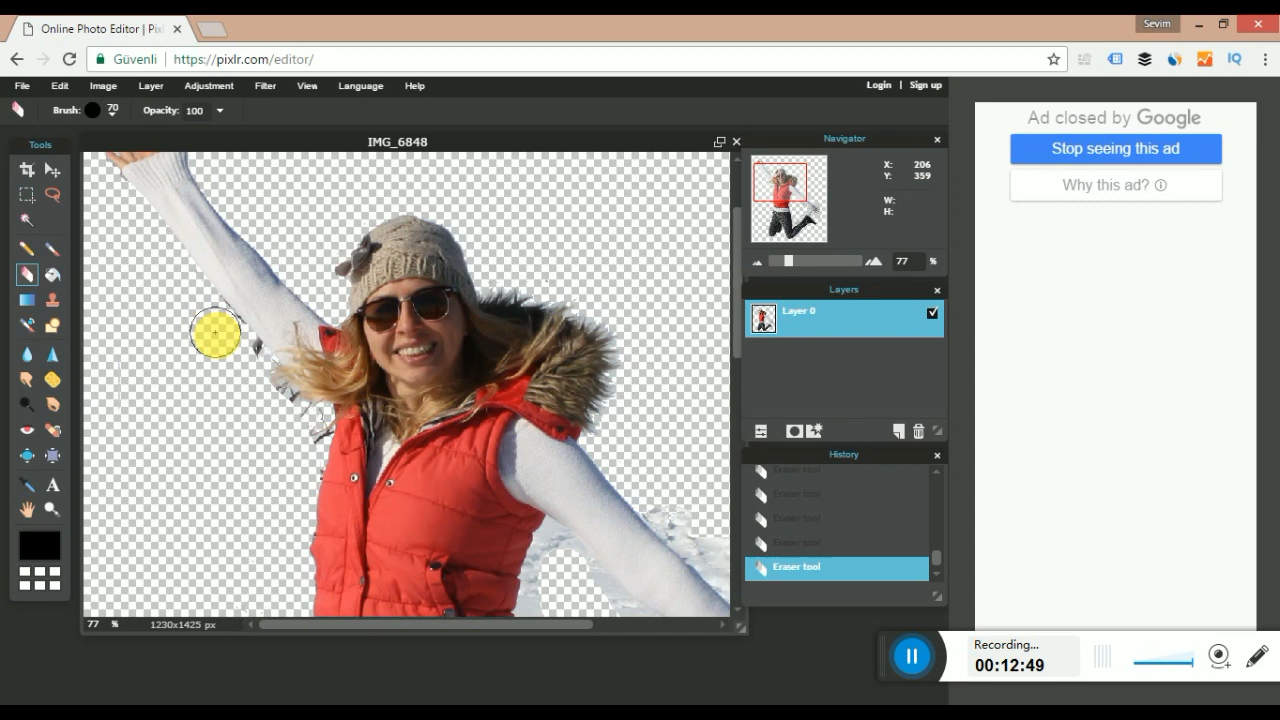 Online Photo Editor | Pix
Sevim
Güvenli
https://pixlr.com/editor/
IQ
File Edit Image Layer Adjustment Filter View Language Help
Login | Sign up
Brush: 70 Opacity: 100
Tools
IMG_6848
Navigator
X: 206
Y: 359
W:
H:
77 %
Layers
Layer 0
History
Eraser tool
Eraser tool
Eraser tool
Eraser tool
Eraser tool
77 % 1230x1425 px
Ad closed by Google
Stop seeing this ad
Why this ad?
Recording...
00:12:49